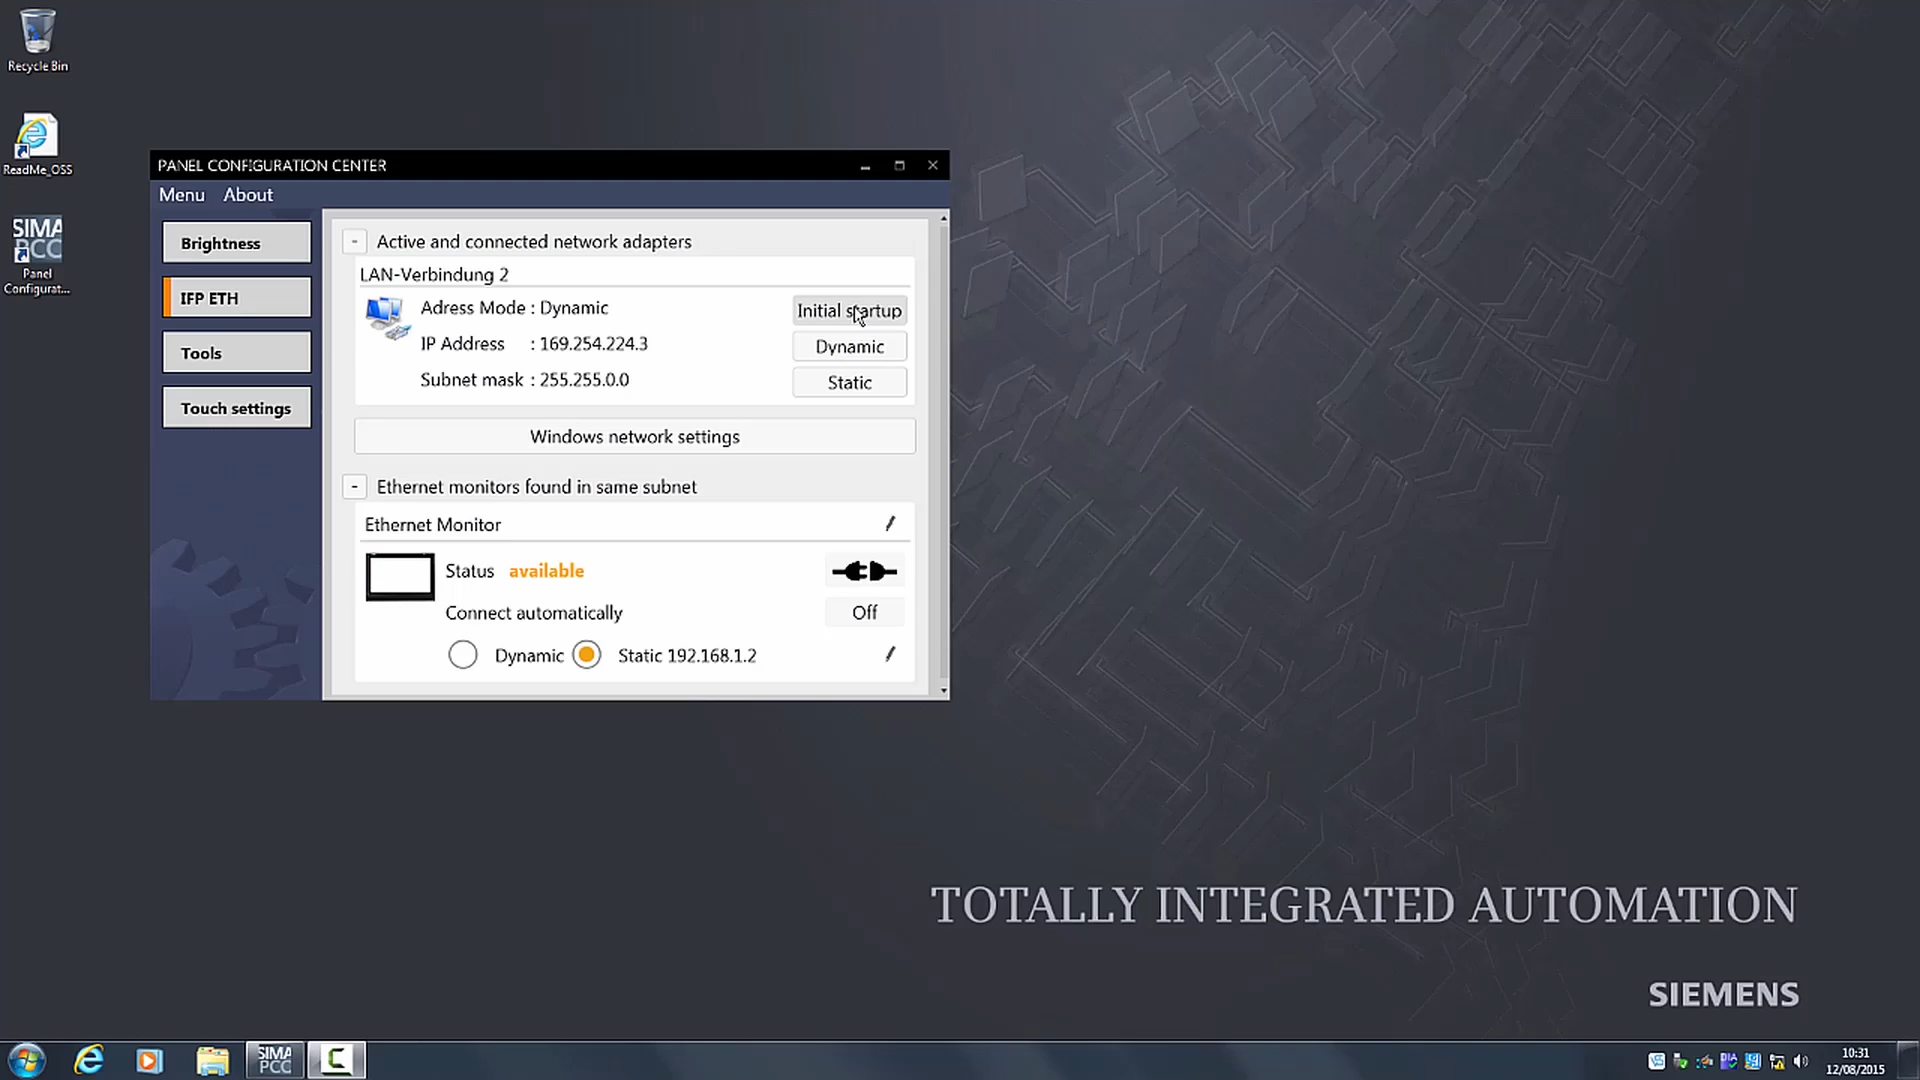 Recycle Bin
ReadMe_OSS
SIMA
PCC
Panel
Configurat...
PANEL CONFIGURATION CENTER
Menu About
Brightness
IFP ETH
Tools
Touch settings
- Active and connected network adapters
LAN-Verbindung 2
Adress Mode : Dynamic
Initial startup
IP Address : 169.254.224.3
Dynamic
Subnet mask : 255.255.0.0
Static
Windows network settings
- Ethernet monitors found in same subnet
Ethernet Monitor
Status available
Connect automatically
Off
Dynamic Static 192.168.1.2
TOTALLY INTEGRATED AUTOMATION
SIEMENS
SIMA
PCC
10:31
12/08/2015